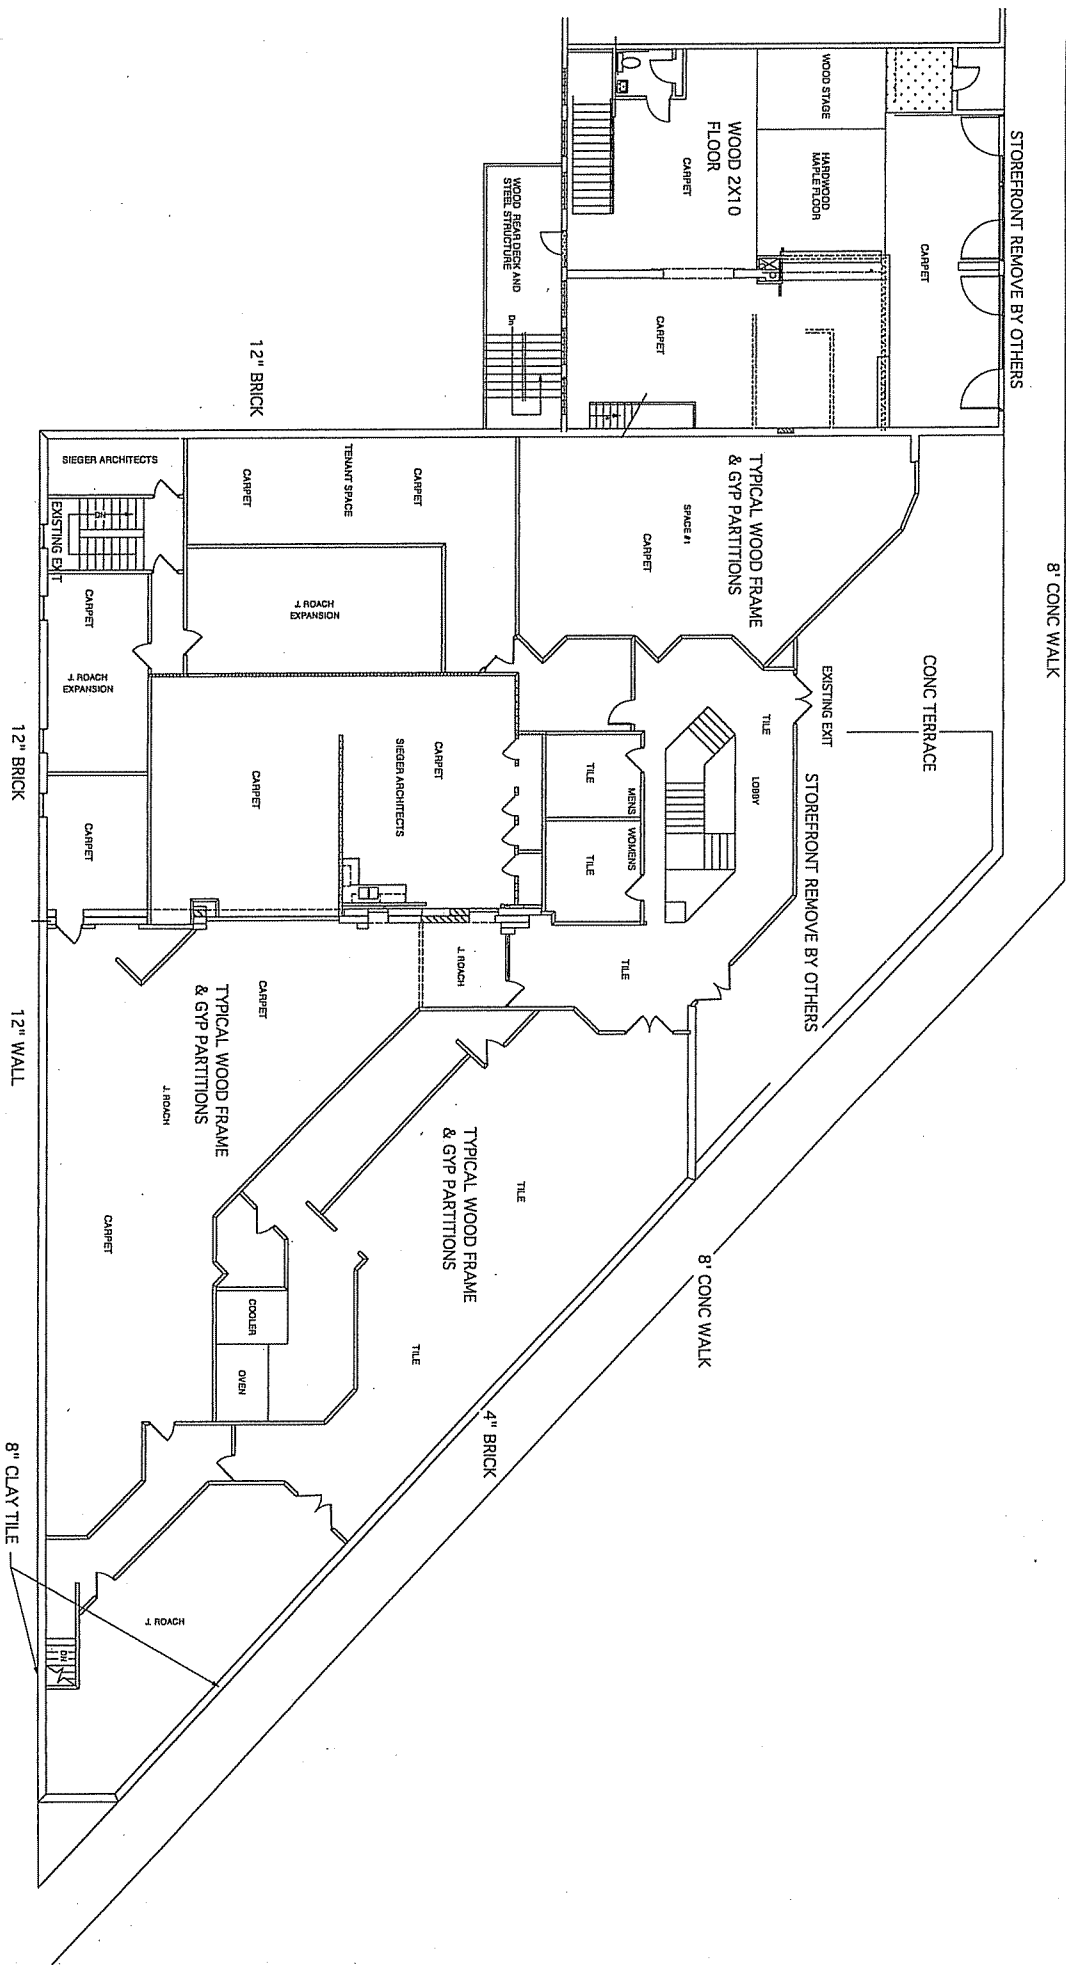 STOREFRONT REMOVE BY OTHERS
8' CONC WALK
WOOD STAGE
HARDWOOD
MAPLE FLOOR
CARPET
WOOD 2X10
FLOOR
CARPET
CARPET
WOOD REAR DECK AND
STEEL STRUCTURE
Dn
12" BRICK
CONC TERRACE
EXISTING EXIT
STOREFRONT REMOVE BY OTHERS
TYPICAL WOOD FRAME
& GYP PARTITIONS
SPACE #1
CARPET
TILE
LOBBY
MENS
WOMENS
TILE
TILE
TILE
CARPET
TENANT SPACE
CARPET
SIEGER ARCHITECTS
DN
EXISTING EXIT
J. ROACH
EXPANSION
CARPET
J. ROACH
EXPANSION
CARPET
SIEGER ARCHITECTS
CARPET
CARPET
12" BRICK
12" WALL
J. ROACH
CARPET
TYPICAL WOOD FRAME
& GYP PARTITIONS
J. ROACH
CARPET
TILE
TYPICAL WOOD FRAME
& GYP PARTITIONS
TILE
COOLER
OVEN
8' CONC WALK
4" BRICK
J. ROACH
DN
8" CLAY TILE